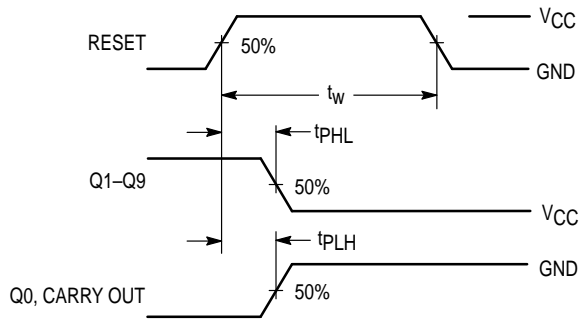 RESET
50%
VCC
GND
tw
tPHL
Q1–Q9
50%
VCC
tPLH
GND
Q0, CARRY OUT
50%